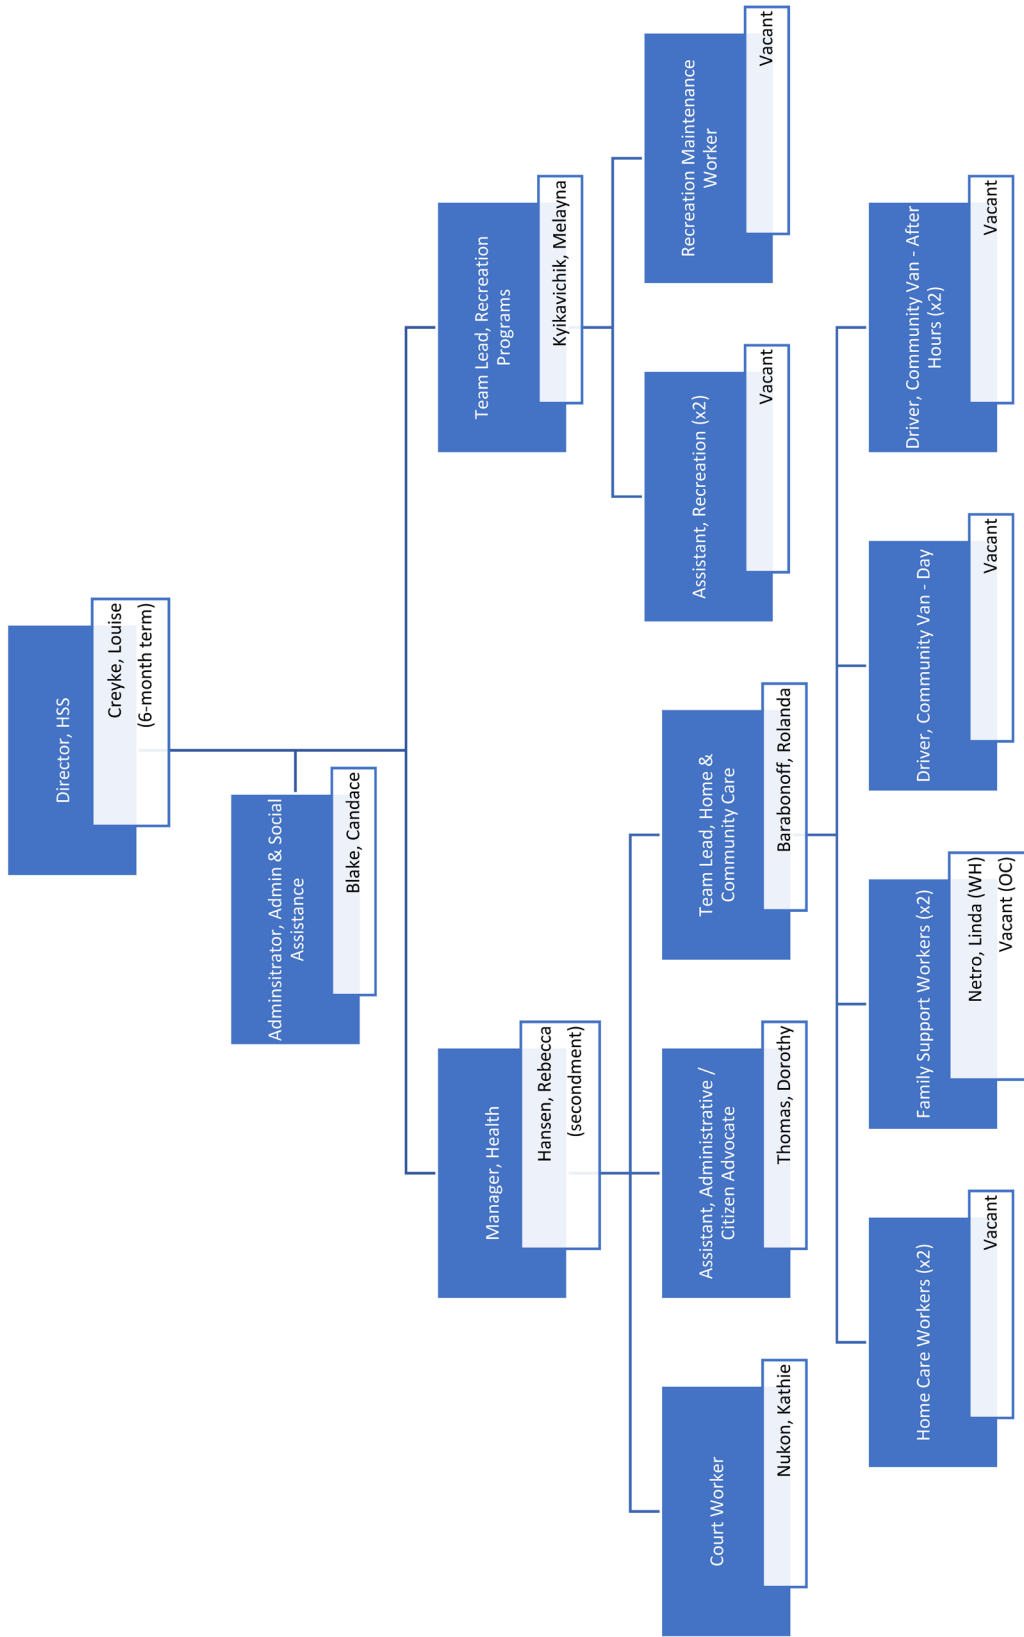 Director, HSS
Creyke, Louise
(6-month term)
Adminsitrator, Admin & Social
Assistance
Blake, Candace
Manager, Health
Hansen, Rebecca
(secondment)
Team Lead, Recreation
Programs
Kyikavichik, Melayna
Court Worker
Nukon, Kathie
Assistant, Administrative /
Citizen Advocate
Thomas, Dorothy
Team Lead, Home &
Community Care
Barabonoff, Rolanda
Assistant, Recreation (x2)
Vacant
Recreation Maintenance
Worker
Vacant
Home Care Workers (x2)
Vacant
Family Support Workers (x2)
Netro, Linda (WH)
Vacant (OC)
Driver, Community Van - Day
Vacant
Driver, Community Van - After
Hours (x2)
Vacant